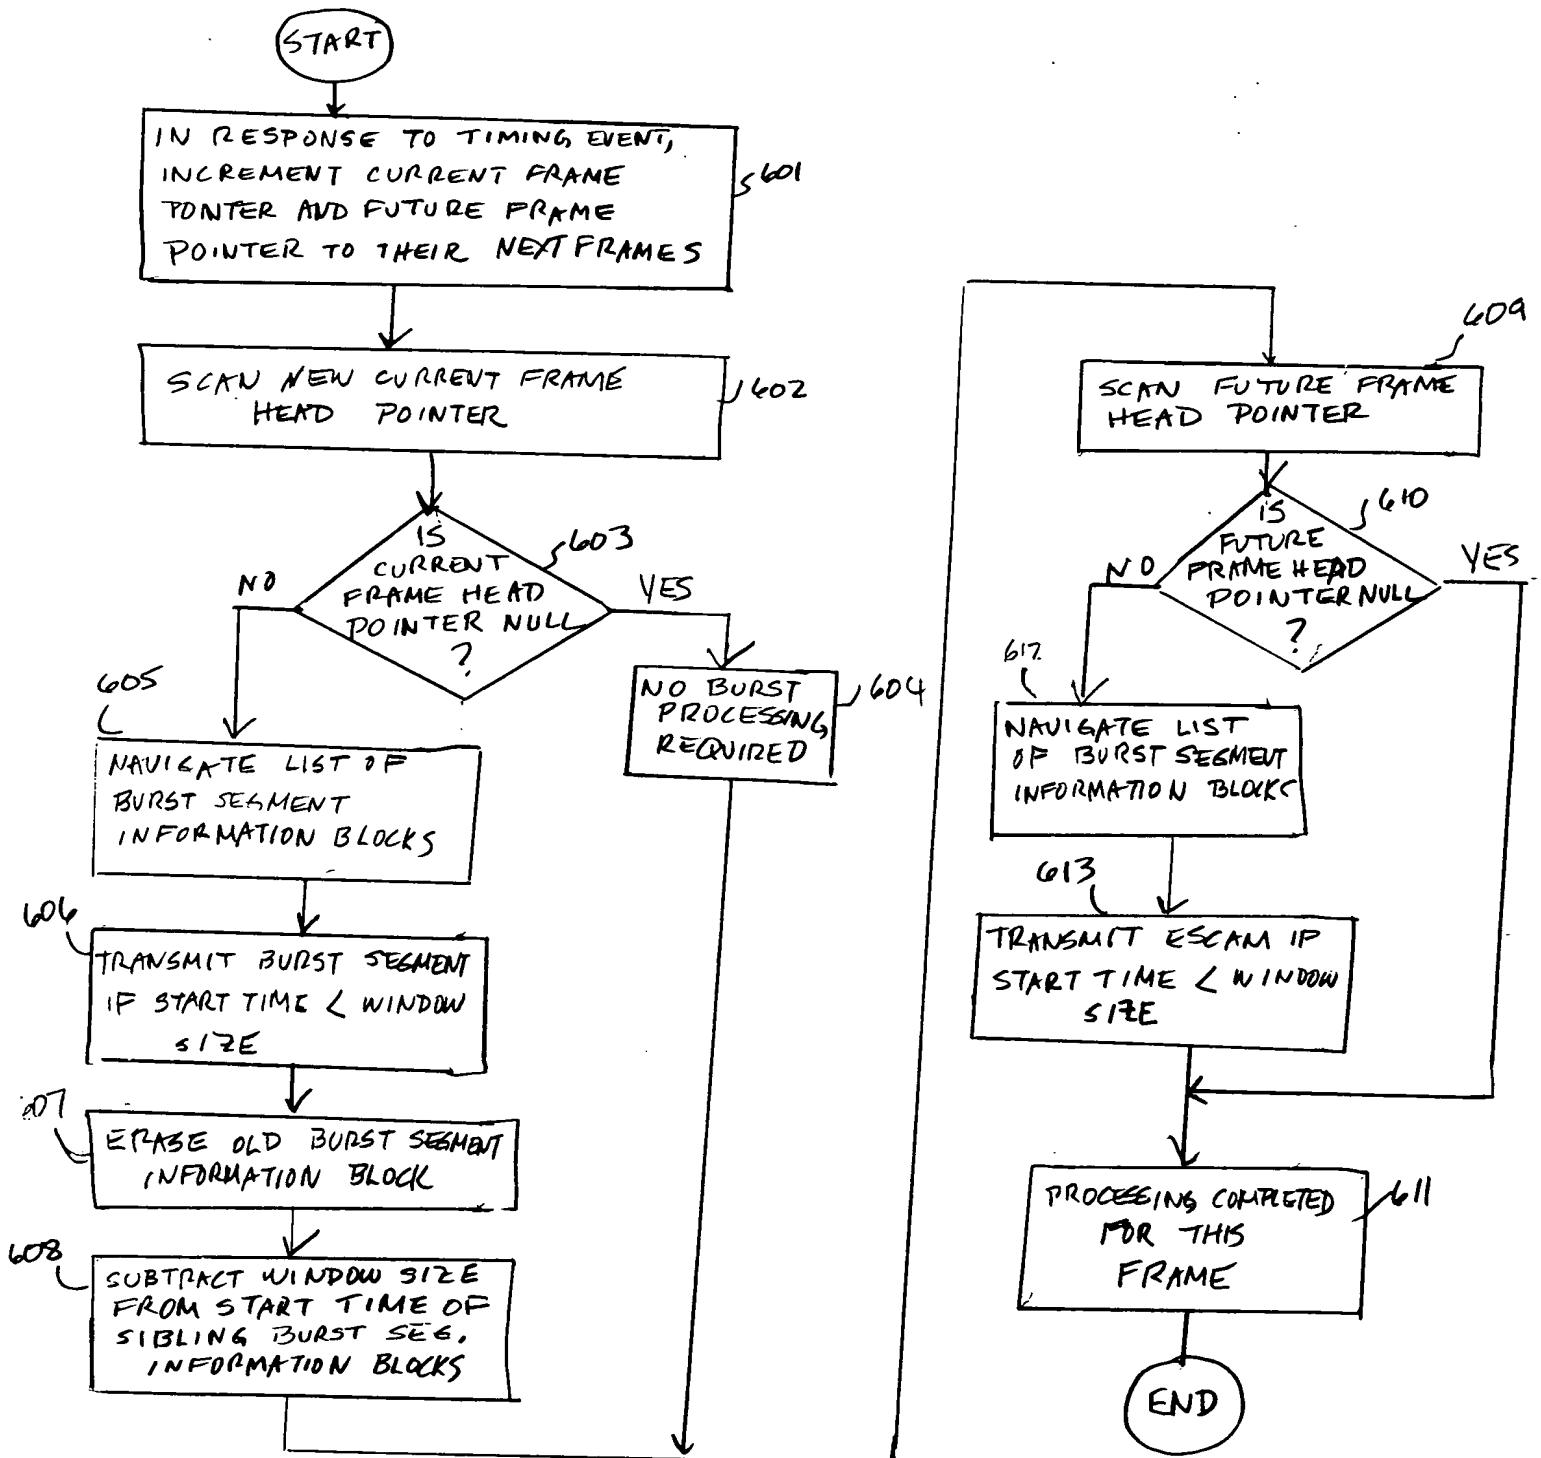 START
IN RESPONSE TO TIMING EVENT,
INCREMENT CURRENT FRAME
PONTER AND FUTURE FRAME
POINTER TO THEIR NEXT FRAMES
601
SCAN NEW CURRENT FRAME
HEAD POINTER
602
IS
CURRENT
FRAME HEAD
POINTER NULL
?
603
NO
YES
NO BURST
PROCESSING
REQUIRED
604
605
NAVIGATE LIST OF
BURST SEGMENT
INFORMATION BLOCKS
606
TRANSMIT BURST SEGMENT
IF START TIME < WINDOW
SIZE
607
ERASE OLD BURST SEGMENT
INFORMATION BLOCK
608
SUBTRACT WINDOW SIZE
FROM START TIME OF
SIBLING BURST SEG.
INFORMATION BLOCKS
609
SCAN FUTURE FRAME
HEAD POINTER
610
IS
FUTURE
FRAME HEAD
POINTER NULL
?
NO
YES
612
NAVIGATE LIST
OF BURST SEGMENT
INFORMATION BLOCKS
613
TRANSMIT ESCAM IF
START TIME < WINDOW
SIZE
PROCESSING COMPLETED
FOR THIS
FRAME
611
END